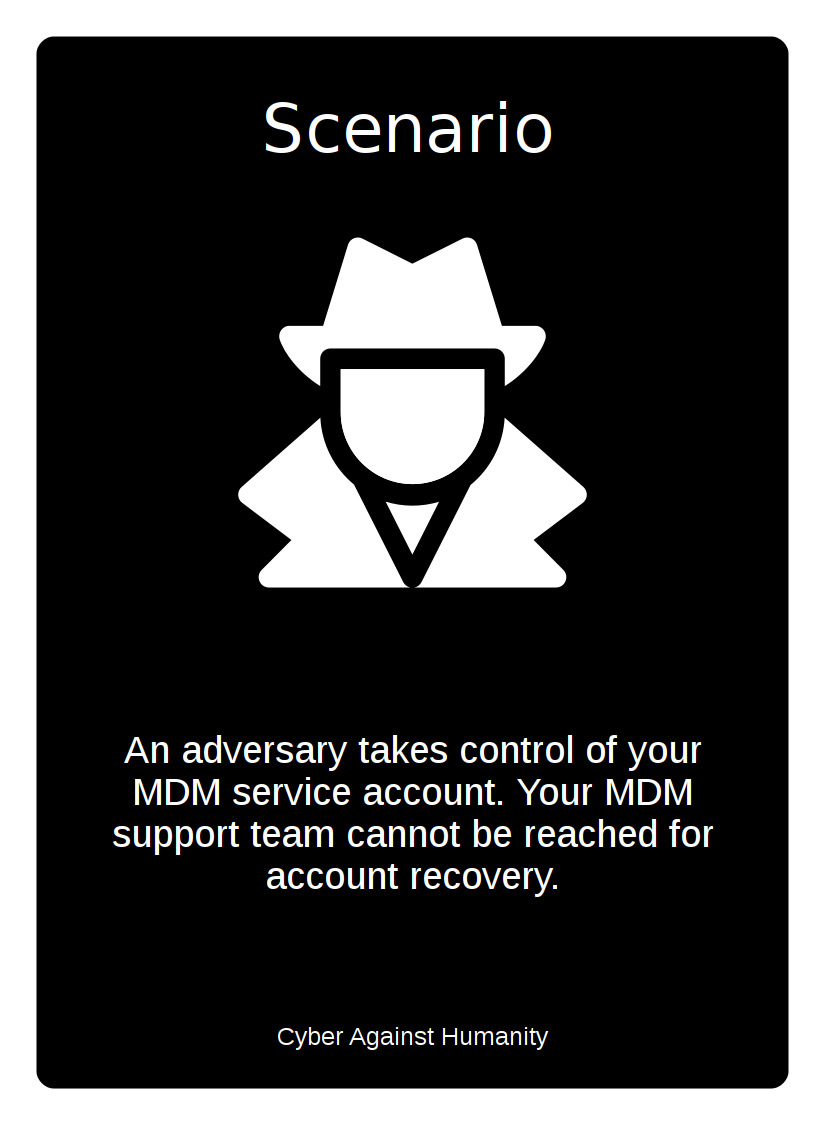 Scenario
An adversary takes control of your
MDM service account. Your MDM
support team cannot be reached for
account recovery.
Cyber Against Humanity